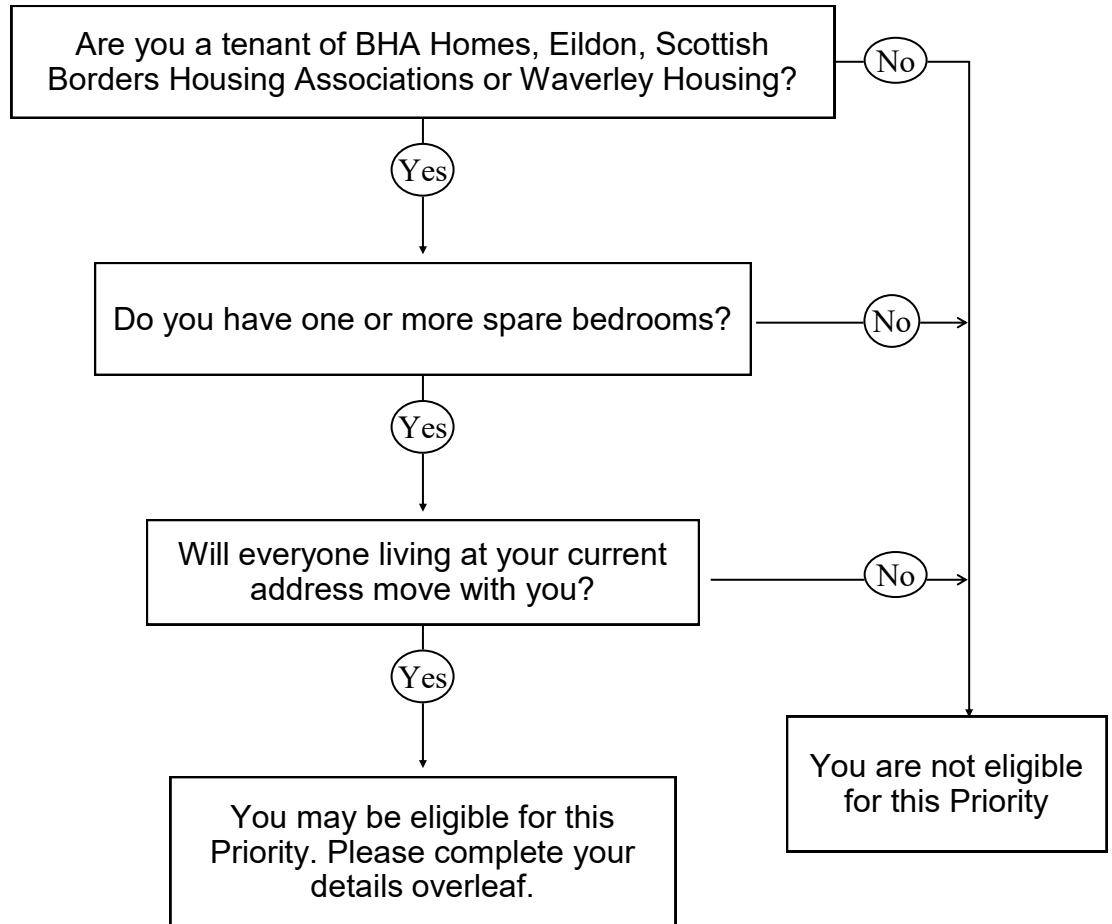 Are you a tenant of BHA Homes, Eildon, Scottish
Borders Housing Associations or Waverley Housing?
No
Yes
Do you have one or more spare bedrooms?
No
Yes
Will everyone living at your current
address move with you?
No
Yes
You may be eligible for this
Priority. Please complete your
details overleaf.
You are not eligible
for this Priority